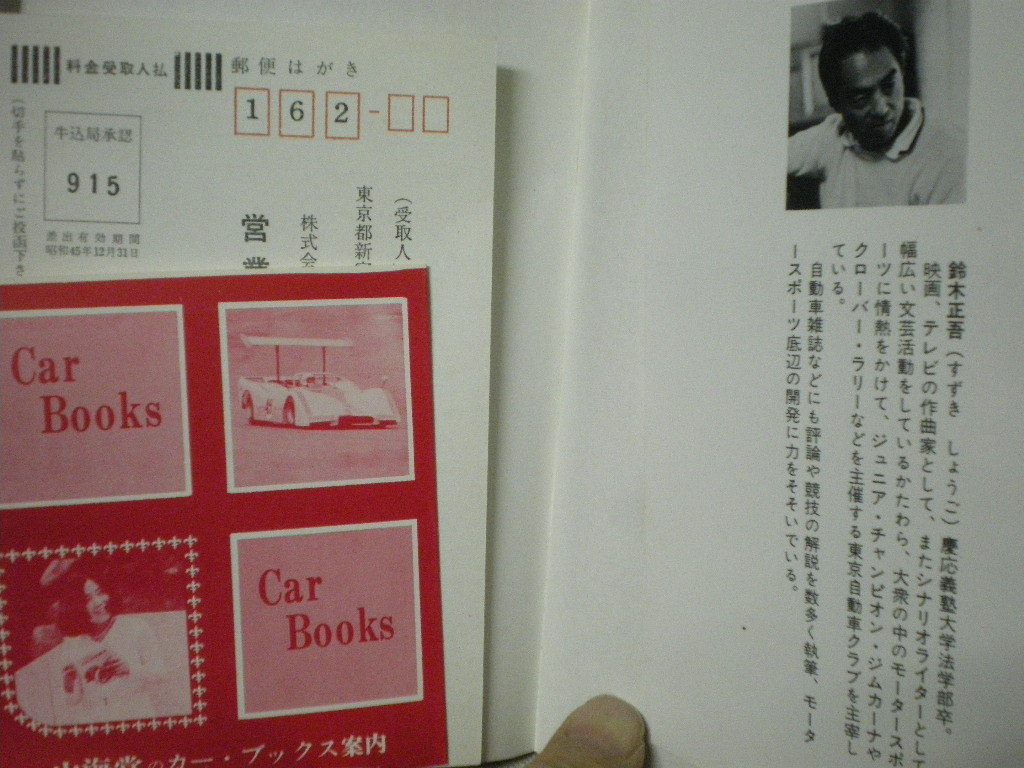 料金受取人払
郵便はがき
162-
(切手を貼らずにご投函下さ
牛込局承認
915
差出有効期間
昭和45年12月31日
(受取人
東京都新宿
株式会
営業
Car
Books
Car
Books
山海堂のカー・ブックス案内
鈴木正吾(すずき しょうご)慶応義塾大学法学部卒。
映画、テレビの作曲家として、またシナリオライターとして
幅広い文芸活動をしているかたわら、大衆の中のモータースポ
ーツに情熱をかけて、ジュニア・チャンピオン・ジムカーナや
クローバー・ラリーなどを主催する東京自動車クラブを主宰し
ている。
自動車雑誌などにも評論や競技の解説を数多く執筆、モータ
ースポーツ底辺の開発に力をそそいでいる。